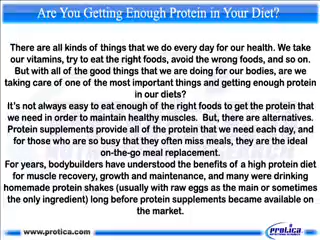 Are You Getting Enough Protein in Your Diet?
There are all kinds of things that we do every day for our health. We take
our vitamins, try to eat the right foods, avoid the wrong foods, and so on.
But with all of the good things that we are doing for our bodies, are we
taking care of one of the most important things and getting enough protein
in our diets?
It's not always easy to eat enough of the right foods to get the protein that
we need in order to maintain healthy muscles.  But, there are alternatives.
Protein supplements provide all of the protein that we need each day, and
for those who are so busy that they often miss meals, they are the ideal
on-the-go meal replacement.
For years, bodybuilders have understood the benefits of a high protein diet
for muscle recovery, growth and maintenance, and many were drinking
homemade protein shakes (usually with raw eggs as the main or sometimes
the only ingredient) long before protein supplements became available on
the market.
www.protica.com
protica